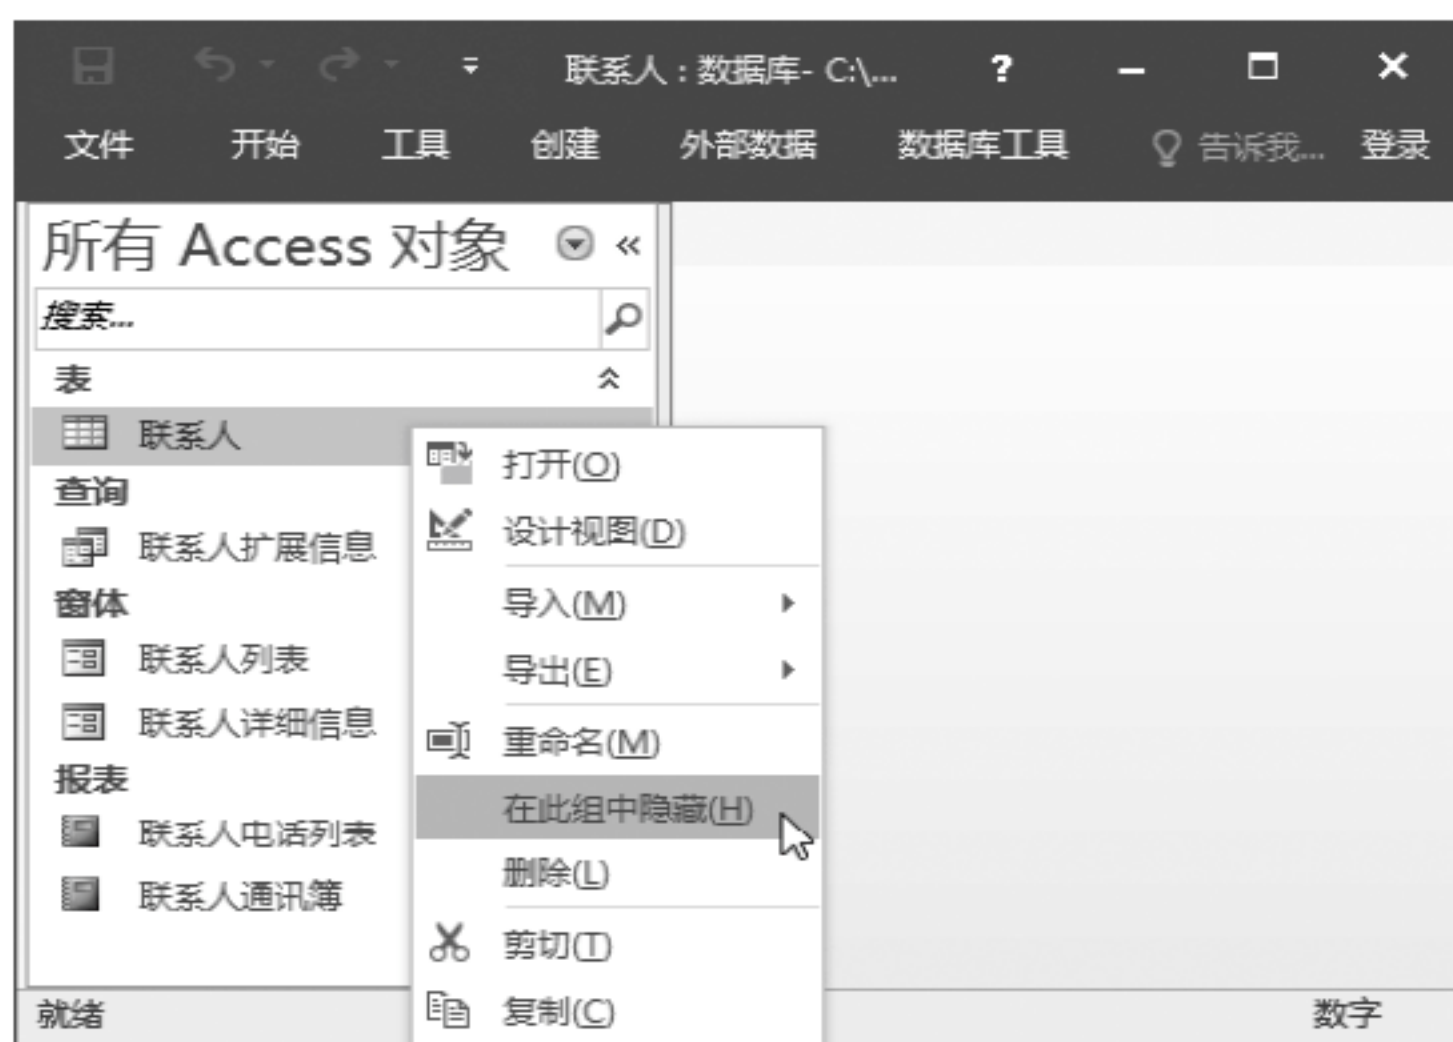 联系人 : 数据库- C:\... ?
文件 开始 工具 创建 外部数据 数据库工具 告诉我... 登录
所有 Access 对象
搜索...
表
联系人
查询
联系人扩展信息
窗体
联系人列表
联系人详细信息
报表
联系人电话列表
联系人通讯簿
打开(O)
设计视图(D)
导入(M)
导出(E)
重命名(M)
在此组中隐藏(H)
删除(L)
剪切(T)
复制(C)
就绪 数字